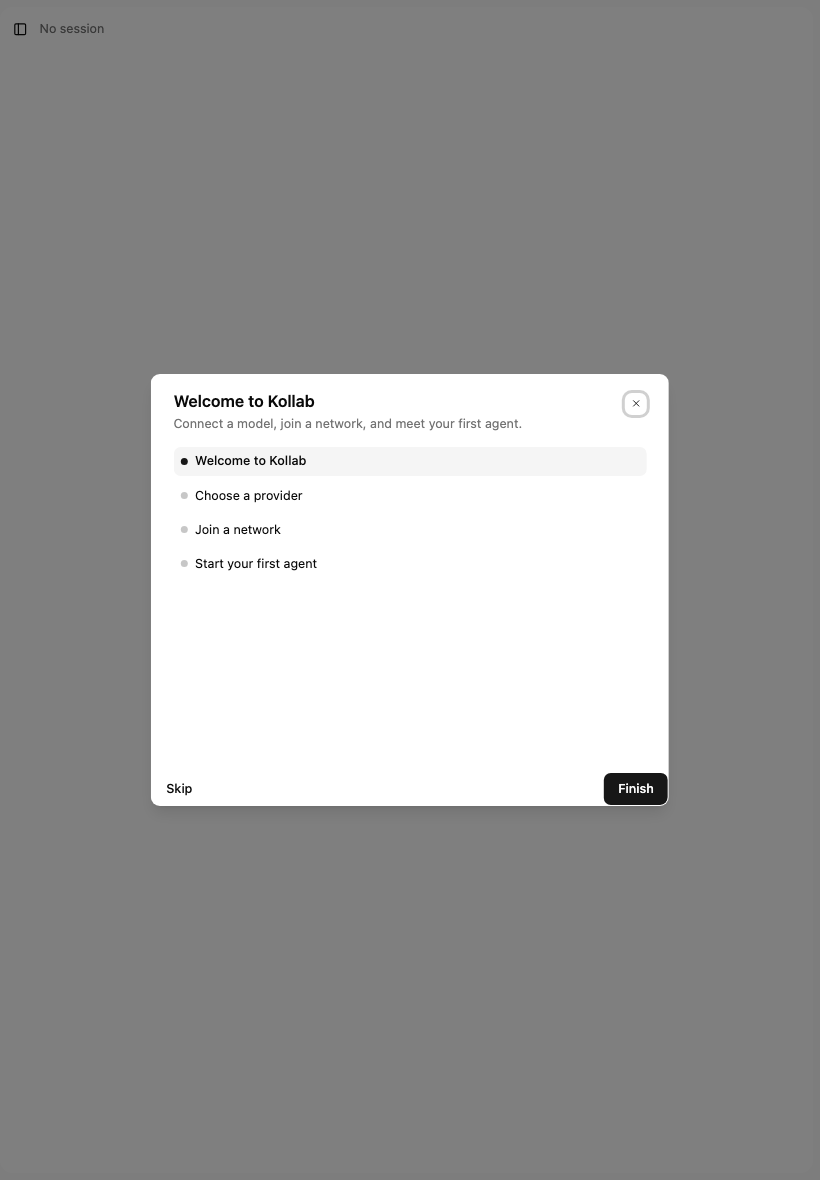 No session
Welcome to Kollab
Connect a model, join a network, and meet your first agent.
Welcome to Kollab
Choose a provider
Join a network
Start your first agent
Skip
Finish